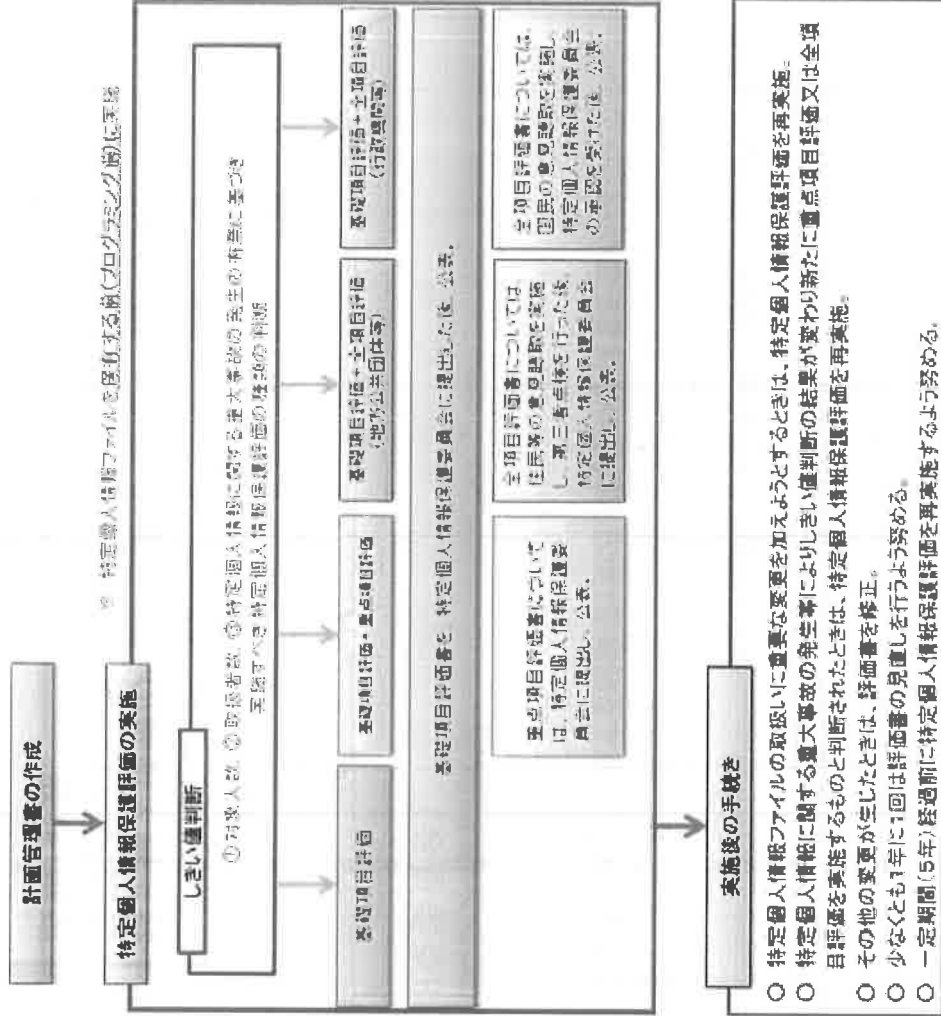 計画管理書の作成
特定個人情報保護評価の実施
※ 特定個人情報ファイルを保有する前(プログラミング前)に実施
しきい値判断
①対象人数、②取扱者数、③特定個人情報に関する重大事故の発生の有無に基づき
実施すべき特定個人情報保護評価の種類の判断
基礎項目評価
基礎項目評価+重点項目評価
基礎項目評価+全項目評価
(地方公共団体等)
基礎項目評価+全項目評価
(行政機関等)
基礎項目評価書を、特定個人情報保護委員会に提出した後、公表。
重点項目評価書について
は、特定個人情報保護委
員会に提出し、公表。
全項目評価書については、
住民等の意見聴取を実施
し、第三者点検を行った後、
特定個人情報保護委員会
に提出し、公表。
全項目評価書については、
国民の意見聴取を実施し、
特定個人情報保護委員会
の承認を受けた後、公表。
実施後の手続き
○ 特定個人情報ファイルの取扱いに重要な変更を加えようとするときは、特定個人情報保護評価を再実施。
○ 特定個人情報に関する重大事故の発生等によりしきい値判断の結果が変わり新たに重点項目評価又は全項
目評価を実施するものと判断されたときは、特定個人情報保護評価を再実施。
○ その他の変更が生じたときは、評価書を修正。
○ 少なくとも1年に1回は評価書の見直しを行うよう努める。
○ 一定期間(5年)経過前に特定個人情報保護評価を再実施するよう努める。